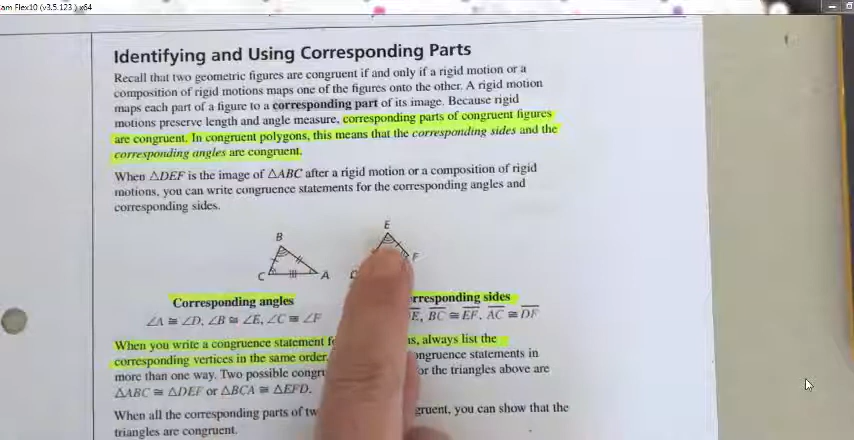 am Flex10 (v3.5.123 ) x64
Identifying and Using Corresponding Parts
Recall that two geometric figures are congruent if and only if a rigid motion or a
composition of rigid motions maps one of the figures onto the other. A rigid motion
maps each part of a figure to a corresponding part of its image. Because rigid
motions preserve length and angle measure, corresponding parts of congruent figures
are congruent. In congruent polygons, this means that the corresponding sides and the
corresponding angles are congruent.
When △DEF is the image of △ABC after a rigid motion or a composition of rigid
motions, you can write congruence statements for the corresponding angles and
corresponding sides.
B
E
C
A
F
Corresponding angles
rresponding sides
∠A ≅ ∠D, ∠B ≅ ∠E, ∠C ≅ ∠F
E, BC ≅ EF, AC ≅ DF
When you write a congruence statement
always list the
corresponding vertices in the same order.
ongruence statements in
more than one way. Two possible
or the triangles above are
△ABC ≅ △DEF or △BCA ≅ △EFD.
When all the corresponding parts of
gruent, you can show that the
triangles are congruent.